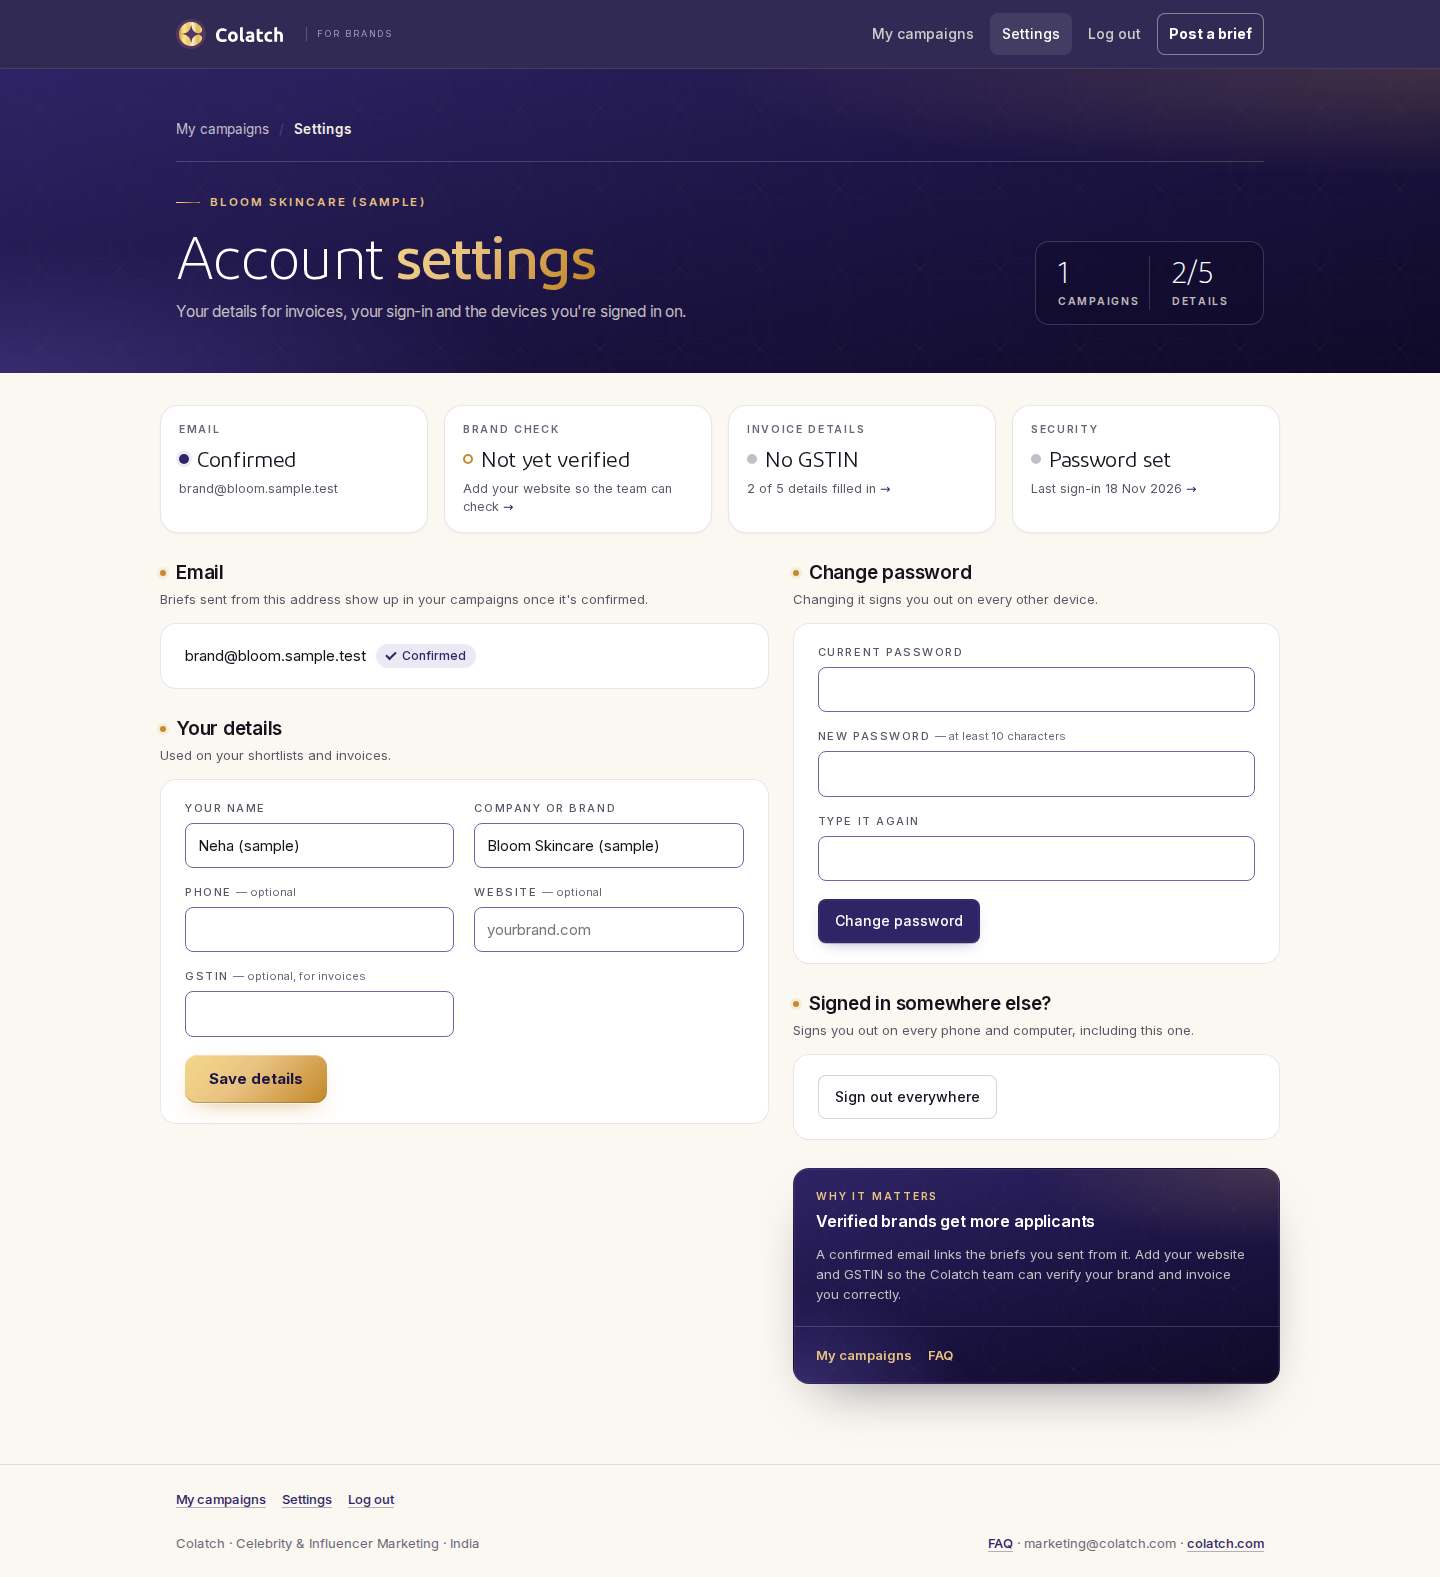 Colatch
FOR BRANDS
My campaigns
Settings
Log out
Post a brief
My campaigns / Settings
BLOOM SKINCARE (SAMPLE)
Account settings
Your details for invoices, your sign-in and the devices you're signed in on.
1
CAMPAIGNS
2/5
DETAILS
EMAIL
Confirmed
brand@bloom.sample.test
BRAND CHECK
Not yet verified
Add your website so the team can
check →
INVOICE DETAILS
No GSTIN
2 of 5 details filled in →
SECURITY
Password set
Last sign-in 18 Nov 2026 →
Email
Briefs sent from this address show up in your campaigns once it's confirmed.
brand@bloom.sample.test ✓ Confirmed
Your details
Used on your shortlists and invoices.
YOUR NAME
Neha (sample)
COMPANY OR BRAND
Bloom Skincare (sample)
PHONE — optional
WEBSITE — optional
yourbrand.com
GSTIN — optional, for invoices
Save details
Change password
Changing it signs you out on every other device.
CURRENT PASSWORD
NEW PASSWORD — at least 10 characters
TYPE IT AGAIN
Change password
Signed in somewhere else?
Signs you out on every phone and computer, including this one.
Sign out everywhere
WHY IT MATTERS
Verified brands get more applicants
A confirmed email links the briefs you sent from it. Add your website
and GSTIN so the Colatch team can verify your brand and invoice
you correctly.
My campaigns FAQ
My campaigns Settings Log out
Colatch · Celebrity & Influencer Marketing · India
FAQ · marketing@colatch.com · colatch.com